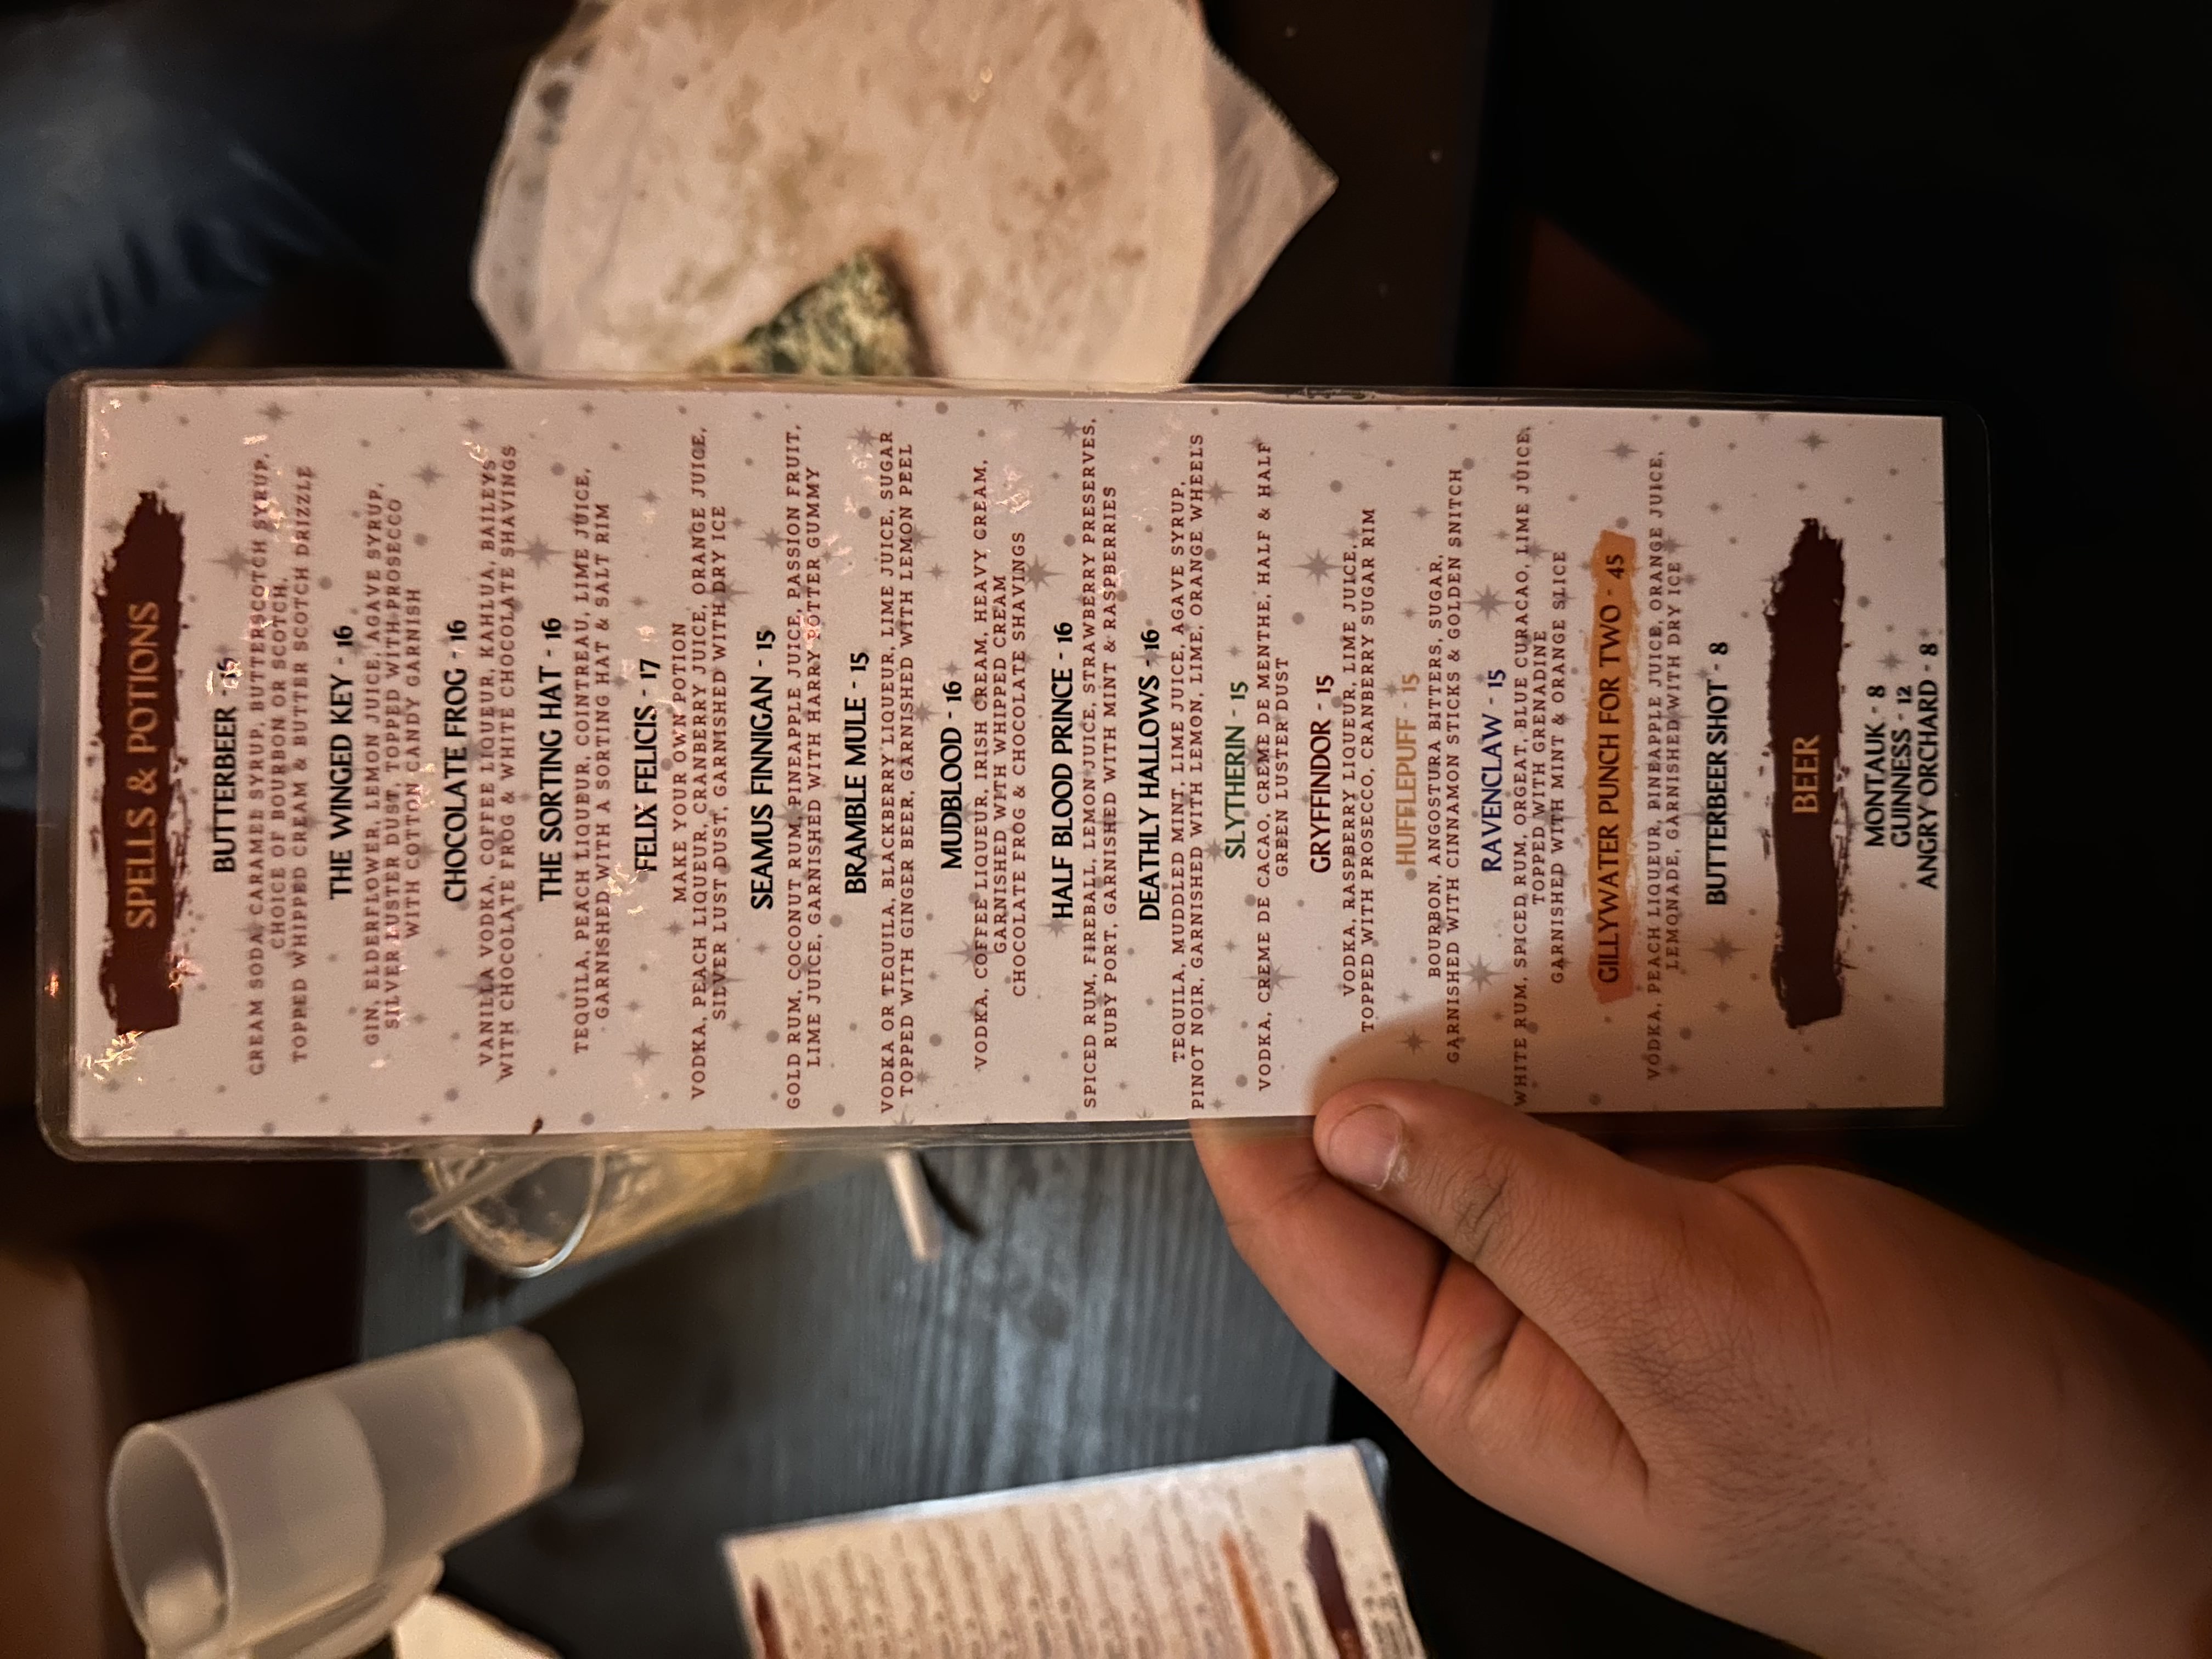 SPELLS & POTIONS
BUTTERBEER - 16
CREAM SODA, CARAMEL SYRUP, BUTTERSCOTCH SYRUP,
CHOICE OF BOURBON OR SCOTCH,
TOPPED WHIPPED CREAM & BUTTER SCOTCH DRIZZLE
THE WINGED KEY - 16
GIN, ELDERFLOWER, LEMON JUICE, AGAVE SYRUP,
SILVER LUSTER DUST, TOPPED WITH PROSECCO
WITH COTTON CANDY GARNISH
CHOCOLATE FROG - 16
VANILLA VODKA, COFFEE LIQUEUR, KAHLUA, BAILEYS
WITH CHOCOLATE FROG & WHITE CHOCOLATE SHAVINGS
THE SORTING HAT - 16
TEQUILA, PEACH LIQUEUR, COINTREAU, LIME JUICE,
GARNISHED WITH A SORTING HAT & SALT RIM
FELIX FELICIS - 17
MAKE YOUR OWN POTION
VODKA, PEACH LIQUEUR, CRANBERRY JUICE, ORANGE JUICE,
SILVER LUST DUST, GARNISHED WITH DRY ICE
SEAMUS FINNIGAN - 15
GOLD RUM, COCONUT RUM, PINEAPPLE JUICE, PASSION FRUIT,
LIME JUICE, GARNISHED WITH HARRY POTTER GUMMY
BRAMBLE MULE - 15
VODKA OR TEQUILA, BLACKBERRY LIQUEUR, LIME JUICE, SUGAR
TOPPED WITH GINGER BEER, GARNISHED WITH LEMON PEEL
MUDBLOOD - 16
VODKA, COFFEE LIQUEUR, IRISH CREAM, HEAVY CREAM,
GARNISHED WITH WHIPPED CREAM
CHOCOLATE FROG & CHOCOLATE SHAVINGS
HALF BLOOD PRINCE - 16
SPICED RUM, FIREBALL, LEMON JUICE, STRAWBERRY PRESERVES,
RUBY PORT, GARNISHED WITH MINT & RASPBERRIES
DEATHLY HALLOWS - 16
TEQUILA, MUDDLED MINT, LIME JUICE, AGAVE SYRUP,
PINOT NOIR, GARNISHED WITH LEMON, LIME, ORANGE WHEELS
SLYTHERIN - 15
VODKA, CREME DE CACAO, CREME DE MENTHE, HALF & HALF
GREEN LUSTER DUST
GRYFFINDOR - 15
VODKA, RASPBERRY LIQUEUR, LIME JUICE,
TOPPED WITH PROSECCO, CRANBERRY SUGAR RIM
HUFFLEPUFF - 15
BOURBON, ANGOSTURA BITTERS, SUGAR,
GARNISHED WITH CINNAMON STICKS & GOLDEN SNITCH
RAVENCLAW - 15
WHITE RUM, SPICED RUM, ORGEAT, BLUE CURACAO, LIME JUICE,
TOPPED WITH GRENADINE
GARNISHED WITH MINT & ORANGE SLICE
GILLYWATER PUNCH FOR TWO - 45
VODKA, PEACH LIQUEUR, PINEAPPLE JUICE, ORANGE JUICE,
LEMONADE, GARNISHED WITH DRY ICE
BUTTERBEER SHOT - 8
BEER
MONTAUK - 8
GUINNESS - 12
ANGRY ORCHARD - 8